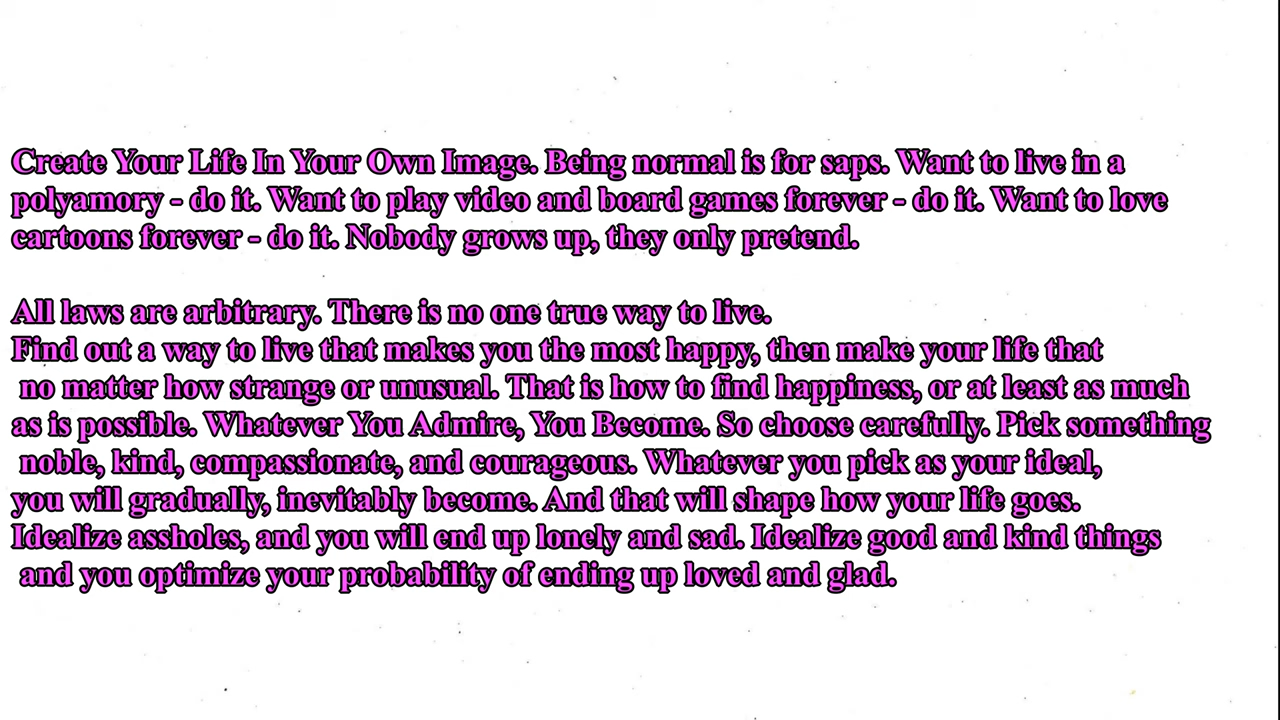 Create Your Life In Your Own Image. Being normal is for saps. Want to live in a
polyamory - do it. Want to play video and board games forever - do it. Want to love
cartoons forever - do it. Nobody grows up, they only pretend.
All laws are arbitrary. There is no one true way to live.
Find out a way to live that makes you the most happy, then make your life that
no matter how strange or unusual. That is how to find happiness, or at least as much
as is possible. Whatever You Admire, You Become. So choose carefully. Pick something
noble, kind, compassionate, and courageous. Whatever you pick as your ideal,
you will gradually, inevitably become. And that will shape how your life goes.
Idealize assholes, and you will end up lonely and sad. Idealize good and kind things
and you optimize your probability of ending up loved and glad.